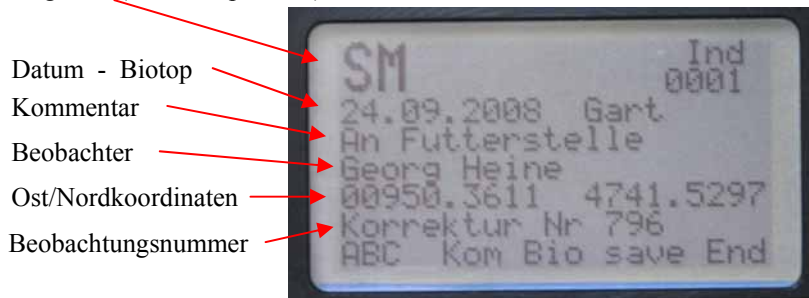 Datum - Biotop
Kommentar
Beobachter
Ost/Nordkoordinaten
Beobachtungsnummer
SM Ind
0001
24.09.2008 Gart
An Futterstelle
Georg Heine
00950.3611 4741.5297
Korrektur Nr 796
ABC Kom Bio save End